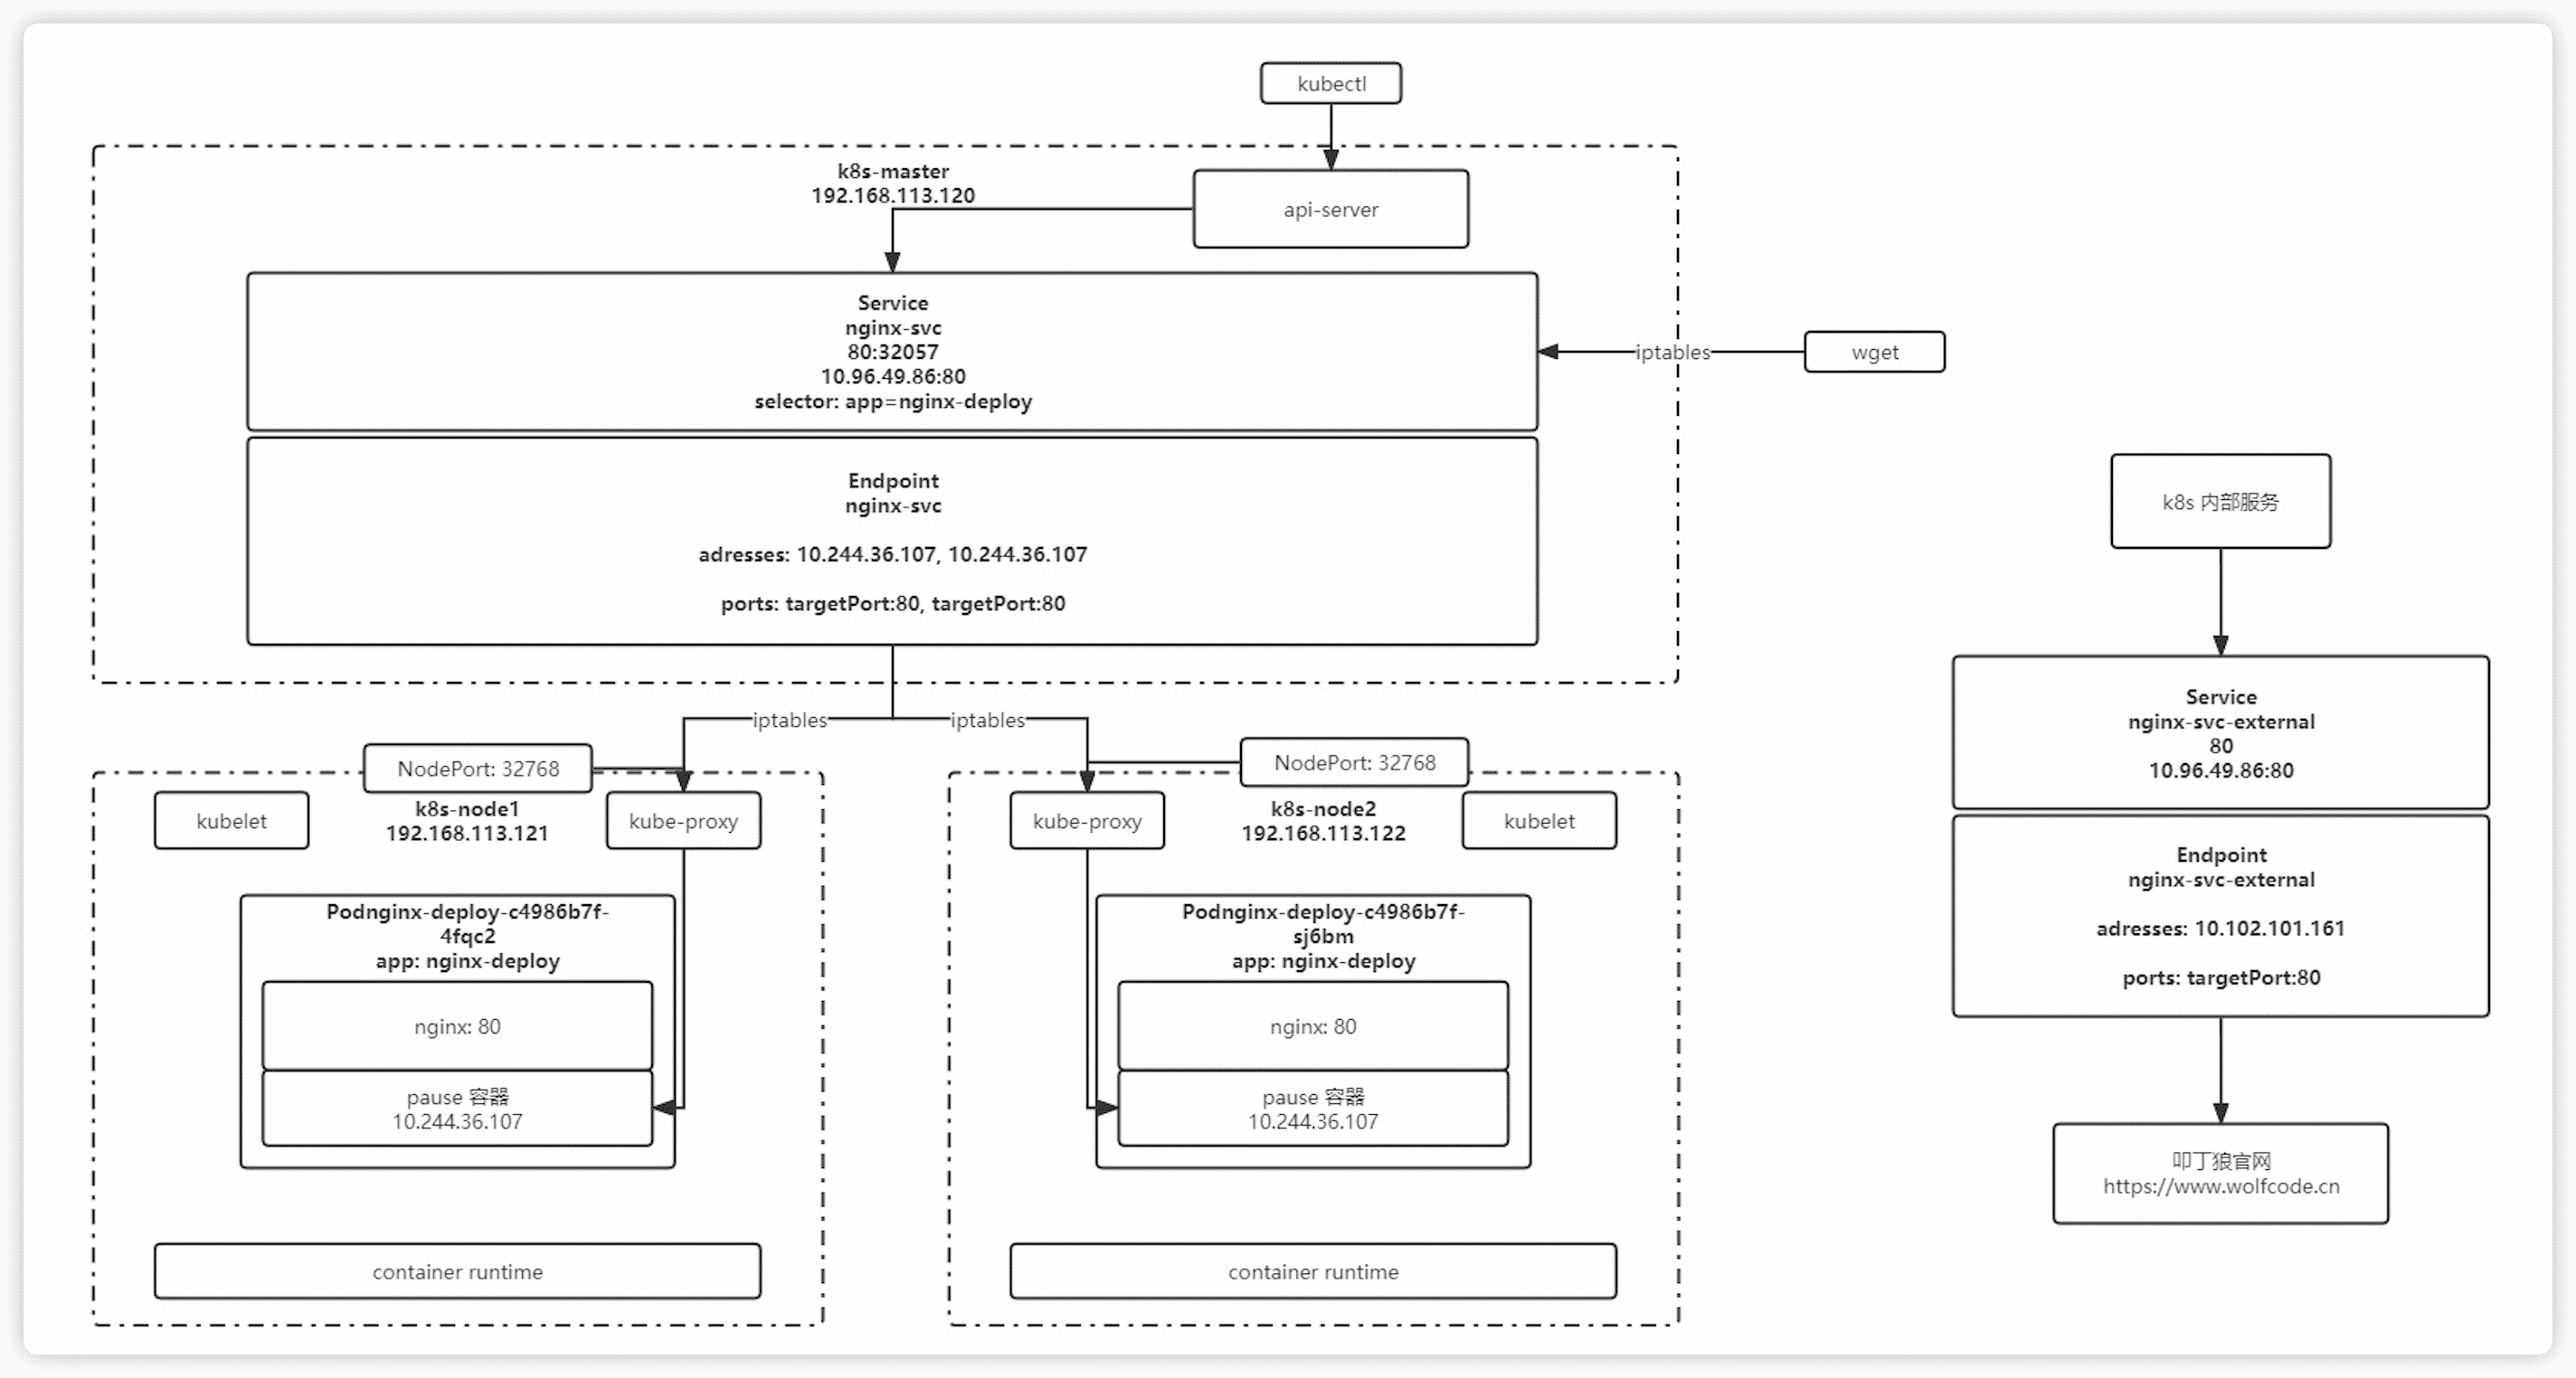 kubectl
k8s-master
192.168.113.120
api-server
Service
nginx-svc
80:32057
10.96.49.86:80
selector: app=nginx-deploy
iptables
wget
Endpoint
nginx-svc
adresses: 10.244.36.107, 10.244.36.107
ports: targetPort:80, targetPort:80
iptables
iptables
NodePort: 32768
kubelet
k8s-node1
192.168.113.121
kube-proxy
Podnginx-deploy-c4986b7f-
4fqc2
app: nginx-deploy
nginx: 80
pause 容器
10.244.36.107
container runtime
NodePort: 32768
kube-proxy
k8s-node2
192.168.113.122
kubelet
Podnginx-deploy-c4986b7f-
sj6bm
app: nginx-deploy
nginx: 80
pause 容器
10.244.36.107
container runtime
k8s 内部服务
Service
nginx-svc-external
80
10.96.49.86:80
Endpoint
nginx-svc-external
adresses: 10.102.101.161
ports: targetPort:80
叩丁狼官网
https://www.wolfcode.cn